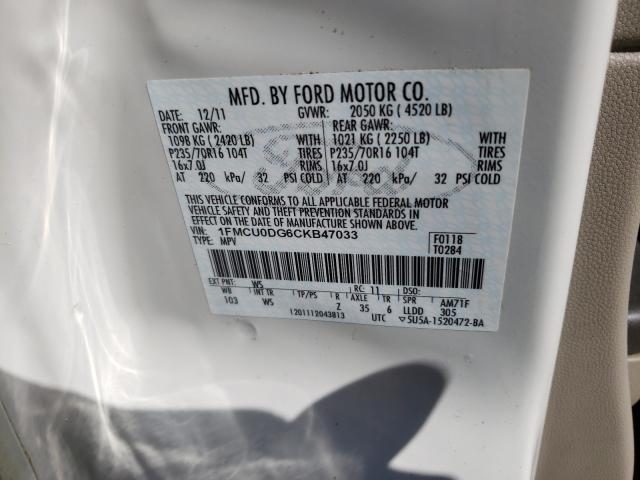 MFD. BY FORD MOTOR CO.
DATE: 12/11 GVWR: 2050 KG ( 4520 LB)
FRONT GAWR: REAR GAWR:
1098 KG ( 2420 LB) WITH 1021 KG ( 2250 LB) WITH
P235/70R16 104T TIRES P235/70R16 104T TIRES
16x7.0J RIMS 16x7.0J RIMS
AT 220 kPa/ 32 PSI COLD AT 220 kPa/ 32 PSI COLD
THIS VEHICLE CONFORMS TO ALL APPLICABLE FEDERAL MOTOR
VEHICLE SAFETY AND THEFT PREVENTION STANDARDS IN
EFFECT ON THE DATE OF MANUFACTURE SHOWN ABOVE.
VIN: 1FMCU0DG6CKB47033 F0118
TYPE: MPV T0284
WS RC: 11 DSO:
WB INT TR TP/PS R AXLE TR SPR AM7TF
103 WS Z 35 6 LLDD 305
1201112043813 UTC 5U5A-1520472-BA